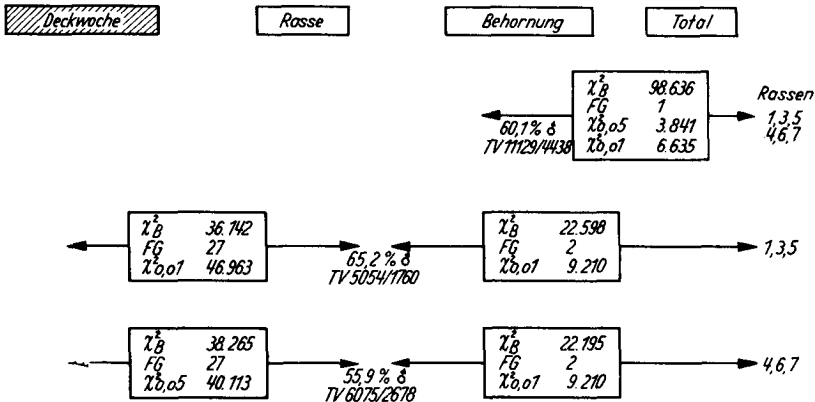 Deckwoche Rasse Behornung Total
χ²B 98.636
FG 1
χ²0,05 3.841
χ²0,01 6.635
60,1% ♂
TV 11129/4438
Rassen
1,3,5
4,6,7
χ²B 36.142
FG 27
χ²0,01 46.963
65,2 % ♂
TV 5054/1760
χ²B 22.598
FG 2
χ²0,01 9.210
1,3,5
χ²B 38.265
FG 27
χ²0,05 40.113
55,9 % ♂
TV 6075/2678
χ²B 22.195
FG 2
χ²0,01 9.210
4,6,7